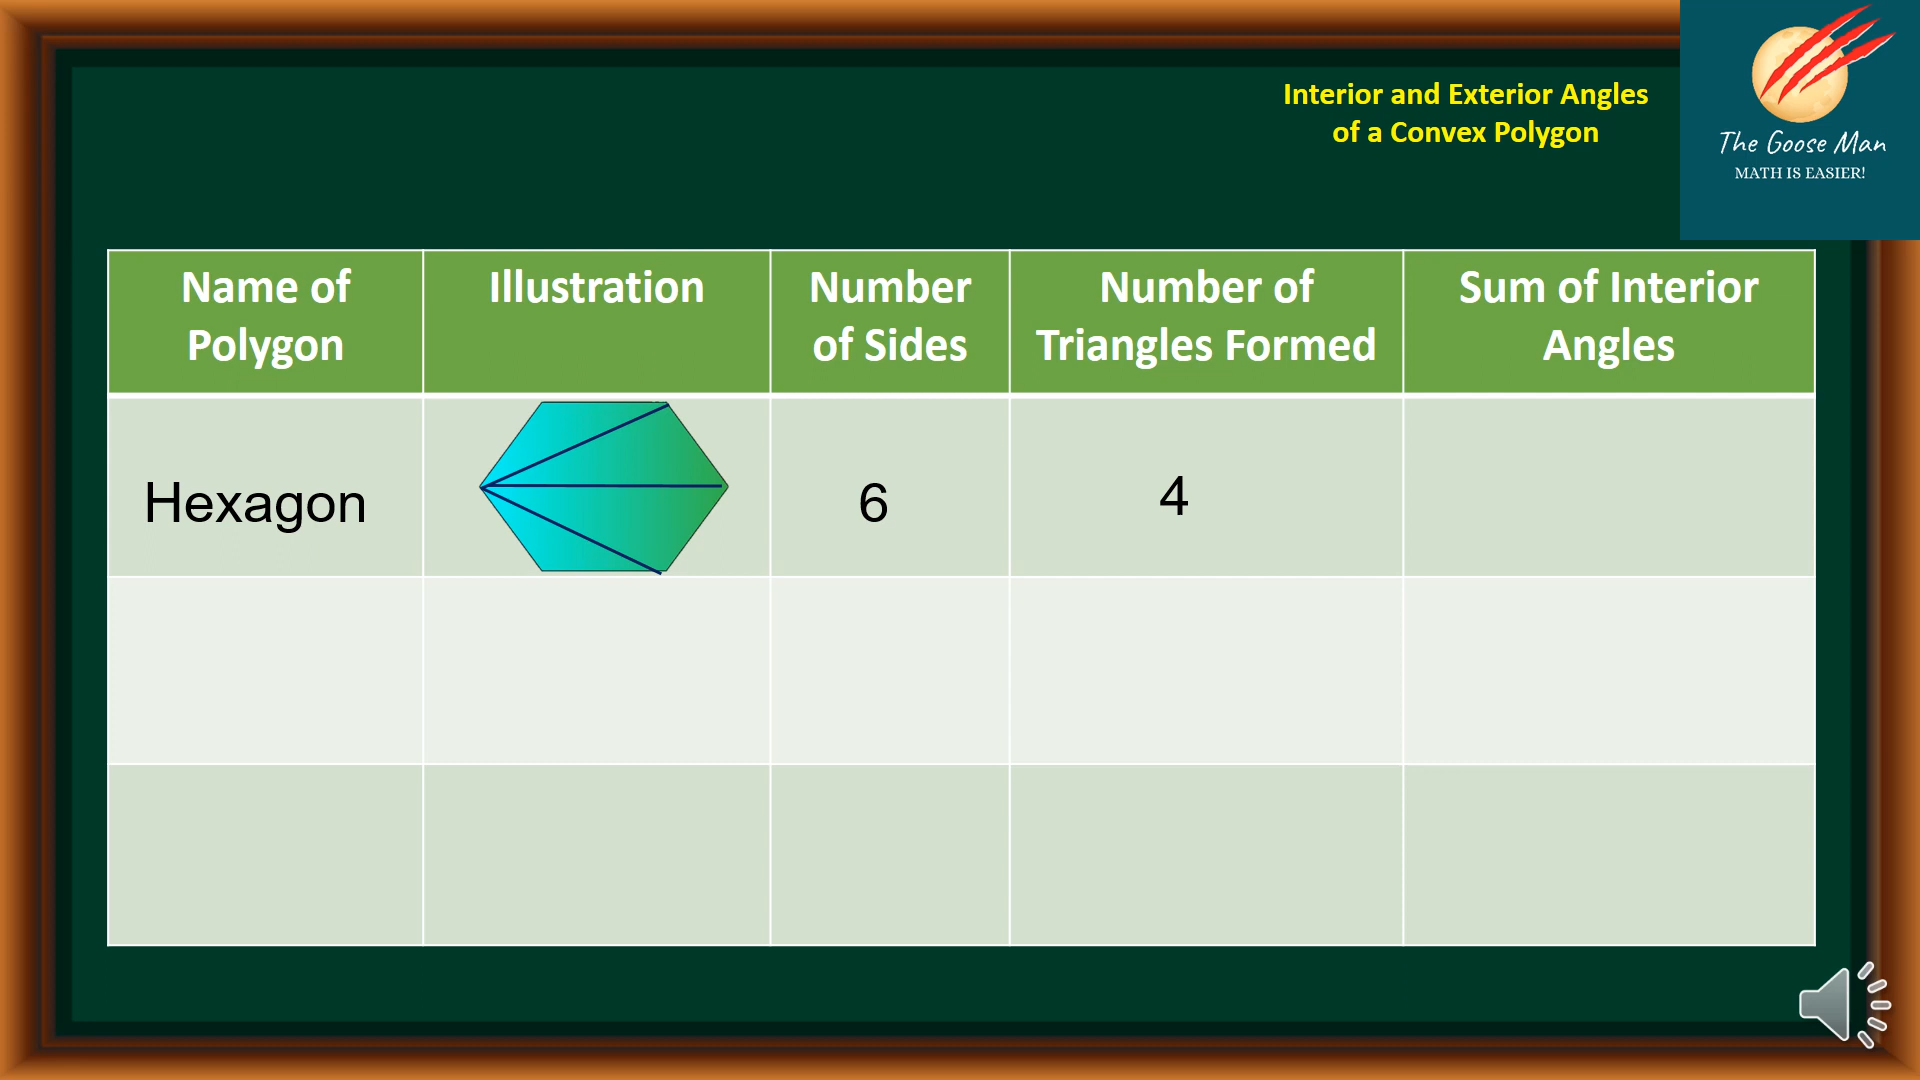 Interior and Exterior Angles
of a Convex Polygon
The Goose Man
MATH IS EASIER!
Name of
Polygon
Illustration
Number
of Sides
Number of
Triangles Formed
Sum of Interior
Angles
Hexagon
6
4